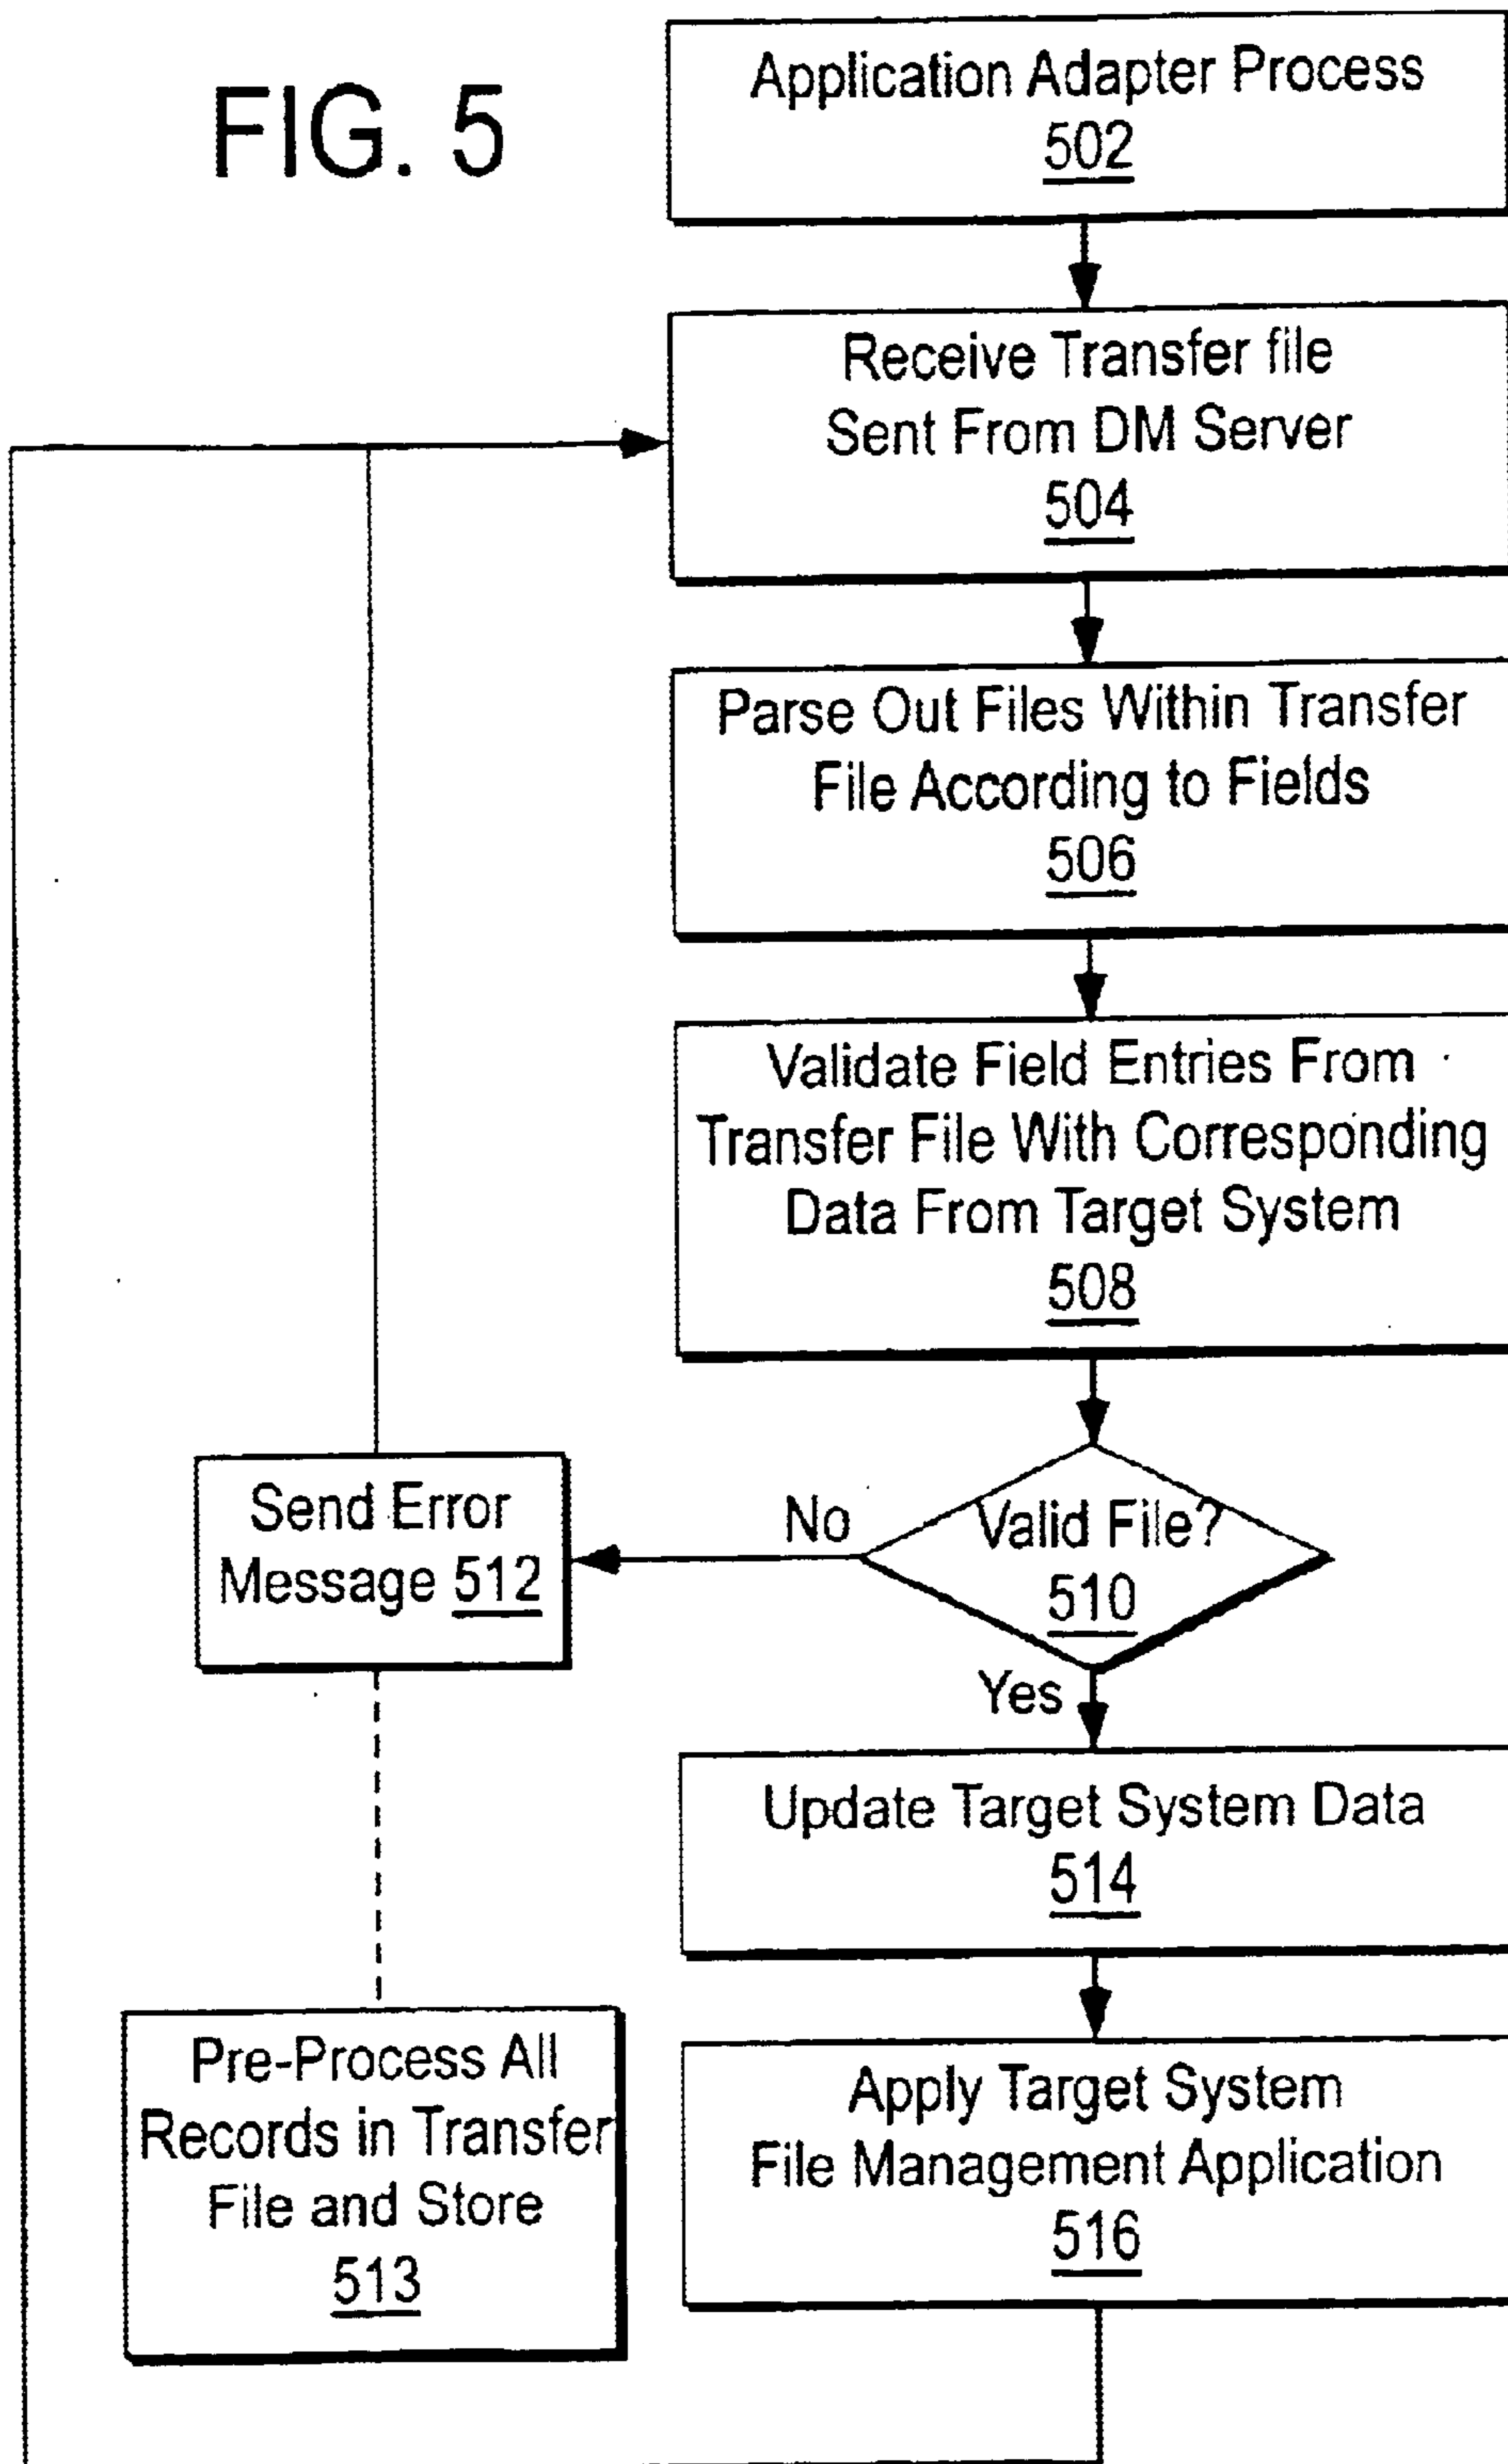 FIG. 5
Application Adapter Process
502
Receive Transfer file
Sent From DM Server
504
Parse Out Files Within Transfer
File According to Fields
506
Validate Field Entries From
Transfer File With Corresponding
Data From Target System
508
Valid File?
510
No
Yes
Send Error
Message 512
Pre-Process All
Records in Transfer
File and Store
513
Update Target System Data
514
Apply Target System
File Management Application
516